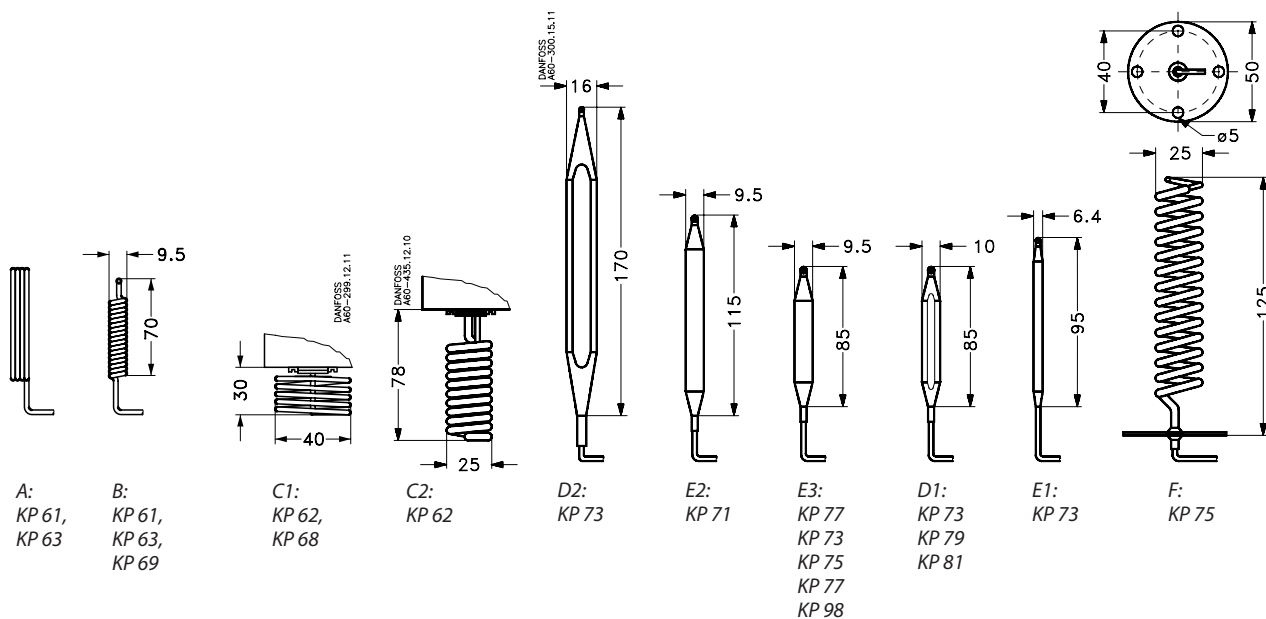 DANFOSS
A60-300.15.11
16
170
9.5
115
9.5
85
10
85
6.4
95
40
50
ø5
25
125
9.5
70
DANFOSS
A60-299.12.11
30
40
DANFOSS
A60-435.12.10
78
25
A:
KP 61,
KP 63
B:
KP 61,
KP 63,
KP 69
C1:
KP 62,
KP 68
C2:
KP 62
D2:
KP 73
E2:
KP 71
E3:
KP 77
KP 73
KP 75
KP 77
KP 98
D1:
KP 73
KP 79
KP 81
E1:
KP 73
F:
KP 75